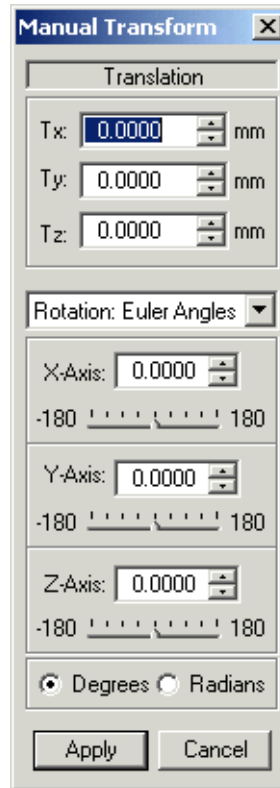 Manual Transform
Translation
Tx: 0.0000 mm
Ty: 0.0000 mm
Tz: 0.0000 mm
Rotation: Euler Angles
X-Axis: 0.0000
-180 180
Y-Axis: 0.0000
-180 180
Z-Axis: 0.0000
-180 180
Degrees Radians
Apply Cancel